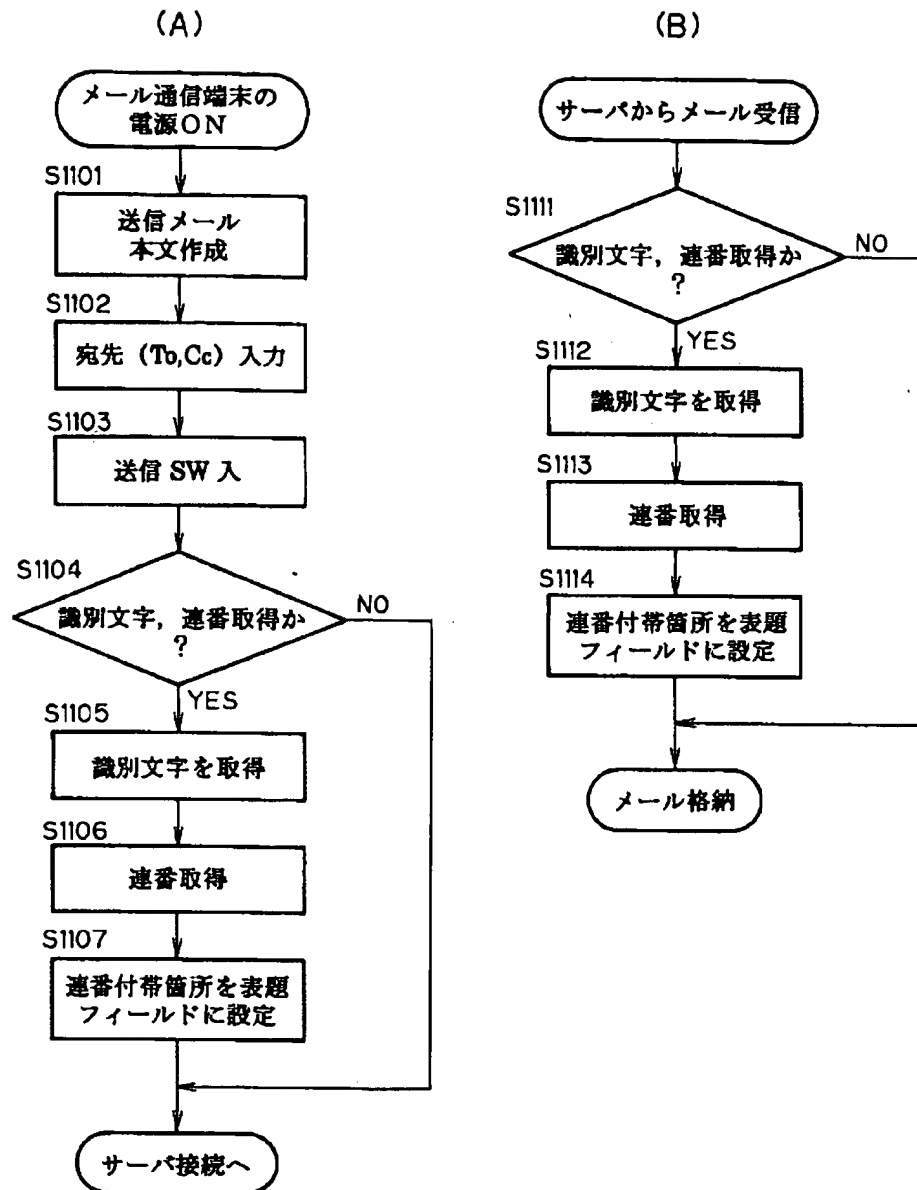 (A)
メール通信端末の
電源ON
S1101
送信メール
本文作成
S1102
宛先 (To,Cc) 入力
S1103
送信 SW 入
S1104
識別文字，連番取得か
?
NO
YES
S1105
識別文字を取得
S1106
連番取得
S1107
連番付帯箇所を表題
フィールドに設定
サーバ接続へ
(B)
サーバからメール受信
S1111
識別文字，連番取得か
?
NO
YES
S1112
識別文字を取得
S1113
連番取得
S1114
連番付帯箇所を表題
フィールドに設定
メール格納